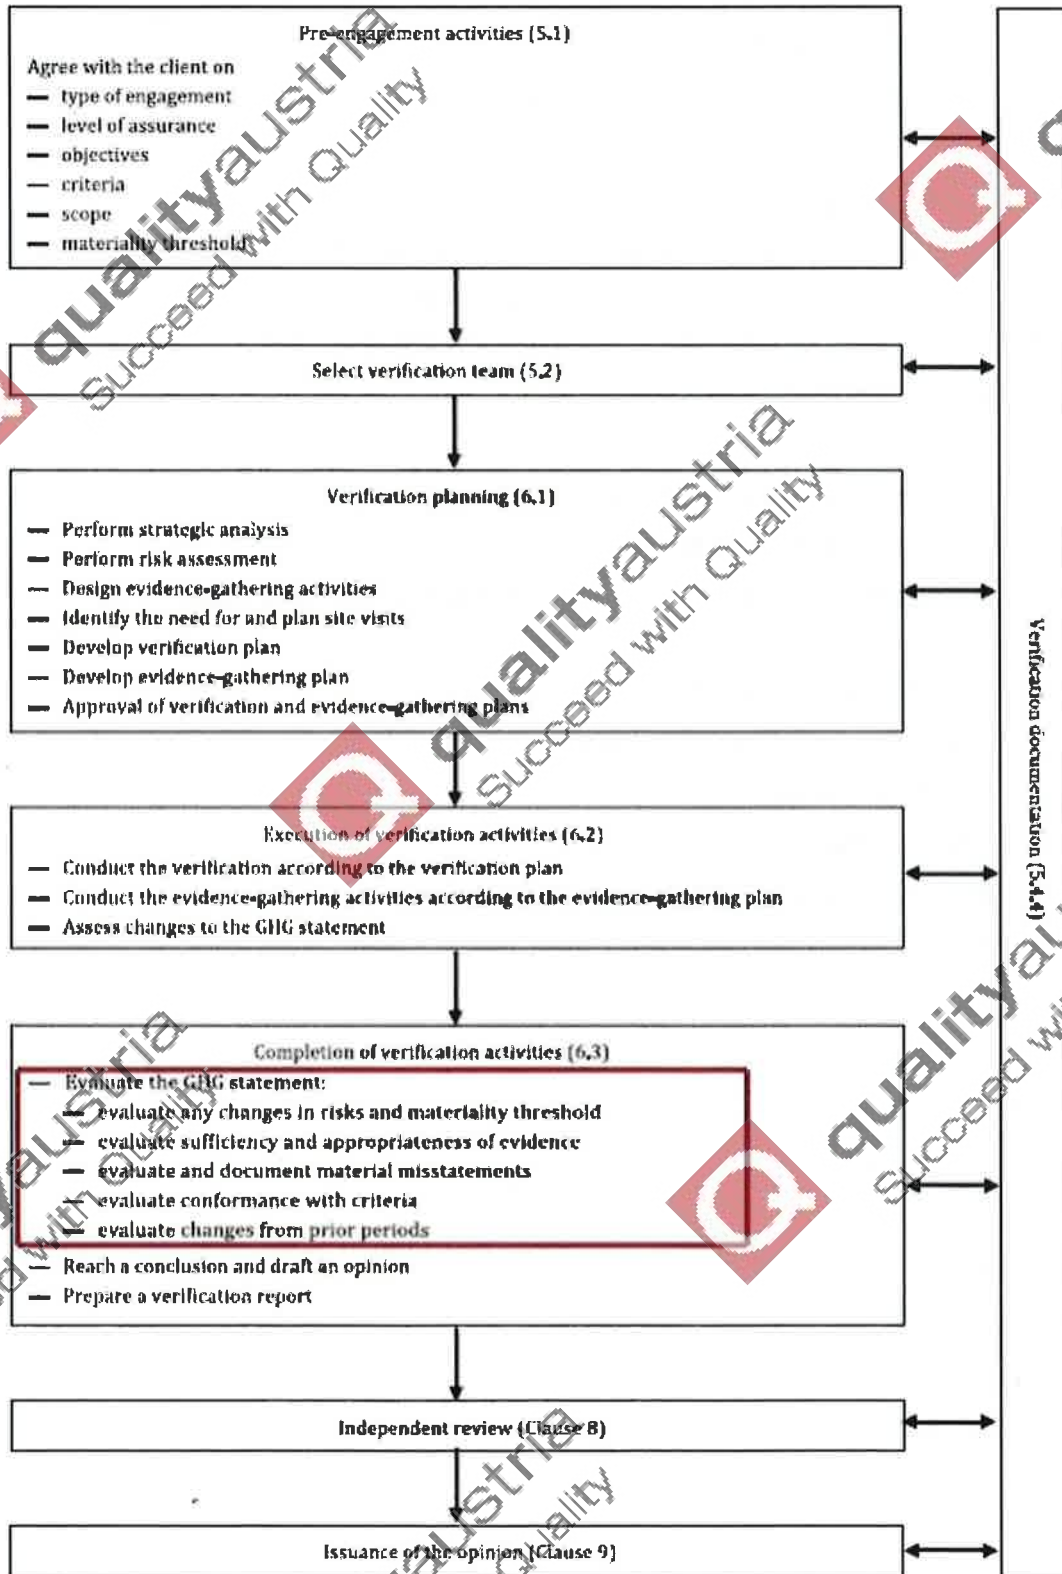 Pre-engagement activities (5.1)
Agree with the client on
— type of engagement
— level of assurance
— objectives
— criteria
— scope
— materiality threshold
Select verification team (5.2)
Verification planning (6.1)
— Perform strategic analysis
— Perform risk assessment
— Design evidence-gathering activities
— Identify the need for and plan site visits
— Develop verification plan
— Develop evidence-gathering plan
— Approval of verification and evidence-gathering plans
Execution of verification activities (6.2)
— Conduct the verification according to the verification plan
— Conduct the evidence-gathering activities according to the evidence-gathering plan
— Assess changes to the GHG statement
Completion of verification activities (6.3)
— Evaluate the GHG statement:
— evaluate any changes in risks and materiality threshold
— evaluate sufficiency and appropriateness of evidence
— evaluate and document material misstatements
— evaluate conformance with criteria
— evaluate changes from prior periods
— Reach a conclusion and draft an opinion
— Prepare a verification report
Independent review (Clause 8)
Issuance of the opinion (Clause 9)
Verification documentation (5.4.4)
qualityaustria
Succeed with Quality
qualityaustria
Succeed with Quality
qualityau
Succeed wi
yaustria
ed with Quality
austria
Quality
q